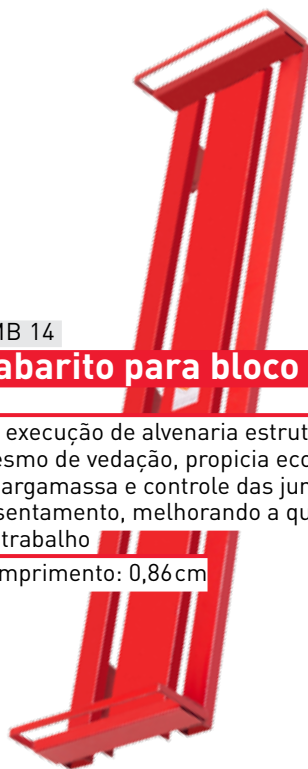 MB 14
abarito para bloco
execução de alvenaria estrut
esmo de vedação, propicia eco
argamassa e controle das jun
sentamento, melhorando a qu
trabalho
mprimento: 0,86cm